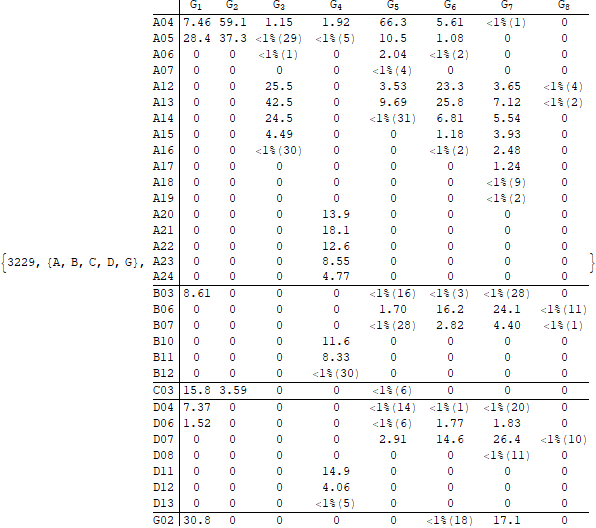 G1 G2 G3 G4 G5 G6 G7 G8
A04 7.46 59.1 1.15 1.92 66.3 5.61 <1%(1) 0
A05 28.4 37.3 <1%(29) <1%(5) 10.5 1.08 0 0
A06 0 0 <1%(1) 0 2.04 <1%(2) 0 0
A07 0 0 0 0 <1%(4) 0 0 0
A12 0 0 25.5 0 3.53 23.3 3.65 <1%(4)
A13 0 0 42.5 0 9.69 25.8 7.12 <1%(2)
A14 0 0 24.5 0 <1%(31) 6.81 5.54 0
A15 0 0 4.49 0 0 1.18 3.93 0
A16 0 0 <1%(30) 0 0 <1%(2) 2.48 0
A17 0 0 0 0 0 0 1.24 0
A18 0 0 0 0 0 0 <1%(9) 0
A19 0 0 0 0 0 0 <1%(2) 0
A20 0 0 0 13.9 0 0 0 0
A21 0 0 0 18.1 0 0 0 0
A22 0 0 0 12.6 0 0 0 0
{3229, {A, B, C, D, G}, A23 0 0 0 8.55 0 0 0 0 }
A24 0 0 0 4.77 0 0 0 0
B03 8.61 0 0 0 <1%(16) <1%(3) <1%(28) 0
B06 0 0 0 0 1.70 16.2 24.1 <1%(11)
B07 0 0 0 0 <1%(28) 2.82 4.40 <1%(1)
B10 0 0 0 11.6 0 0 0 0
B11 0 0 0 8.33 0 0 0 0
B12 0 0 0 <1%(30) 0 0 0 0
C03 15.8 3.59 0 0 <1%(6) 0 0 0
D04 7.37 0 0 0 <1%(14) <1%(1) <1%(20) 0
D06 1.52 0 0 0 <1%(6) 1.77 1.83 0
D07 0 0 0 0 2.91 14.6 26.4 <1%(10)
D08 0 0 0 0 0 0 <1%(11) 0
D11 0 0 0 14.9 0 0 0 0
D12 0 0 0 4.06 0 0 0 0
D13 0 0 0 <1%(5) 0 0 0 0
G02 30.8 0 0 0 0 <1%(18) 17.1 0